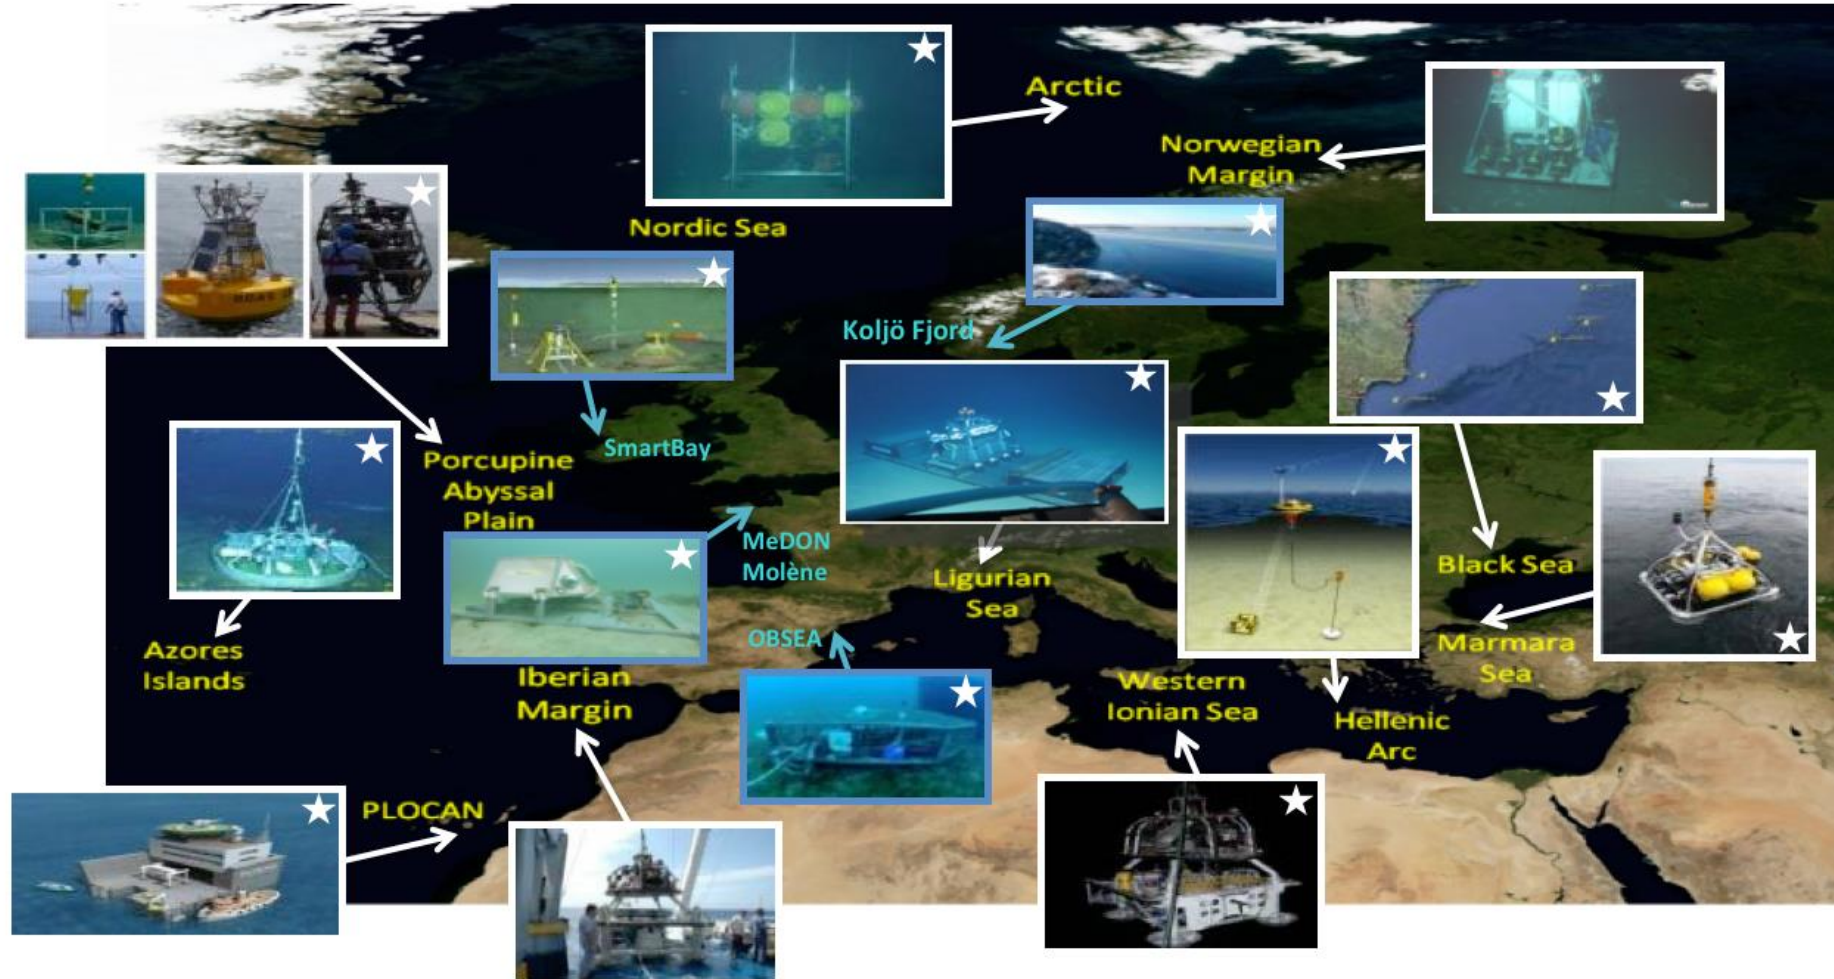 Arctic
Norwegian
Margin
Nordic Sea
Koljö Fjord
SmartBay
Porcupine
Abyssal
Plain
MeDON
Molène
Ligurian
Sea
Black Sea
Marmara
Sea
OBSEA
Azores
Islands
Iberian
Margin
Western
Ionian Sea
Hellenic
Arc
PLOCAN